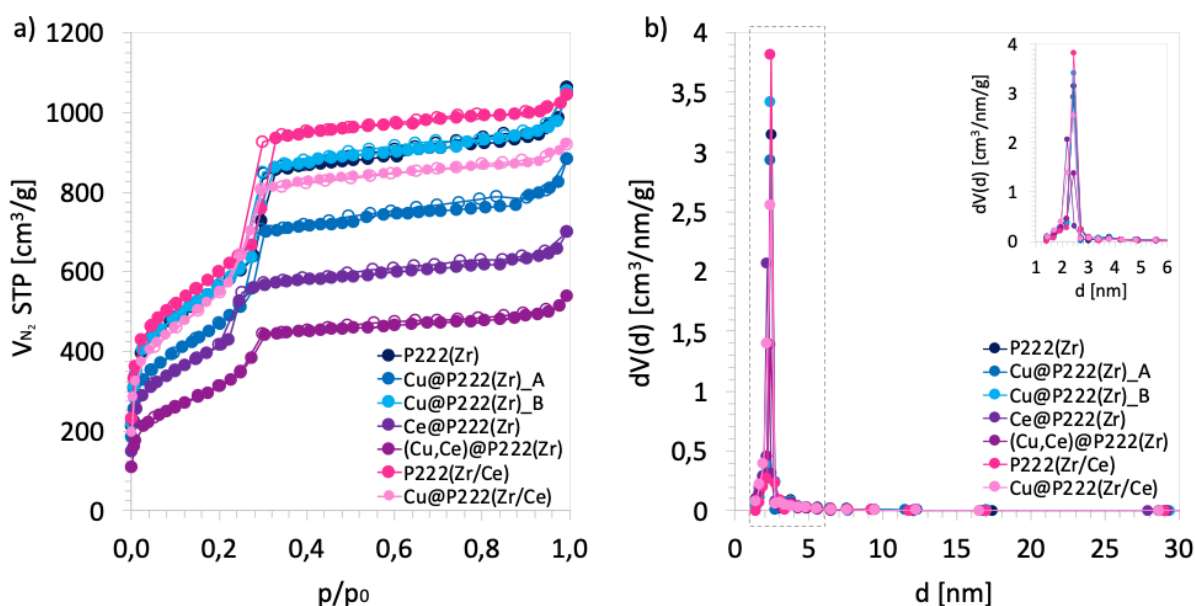 a)
V_N₂ STP [cm³/g]
1200
1000
800
600
400
200
0
0,0
0,2
0,4
0,6
0,8
1,0
p/p₀
P222(Zr)
Cu@P222(Zr)_A
Cu@P222(Zr)_B
Ce@P222(Zr)
(Cu,Ce)@P222(Zr)
P222(Zr/Ce)
Cu@P222(Zr/Ce)
b)
dV(d) [cm³/nm/g]
4
3,5
3
2,5
2
1,5
1
0,5
0
0
5
10
15
20
25
30
d [nm]
dV(d) [cm³/nm/g]
4
3
2
1
0
1
2
3
4
5
6
d [nm]
P222(Zr)
Cu@P222(Zr)_A
Cu@P222(Zr)_B
Ce@P222(Zr)
(Cu,Ce)@P222(Zr)
P222(Zr/Ce)
Cu@P222(Zr/Ce)